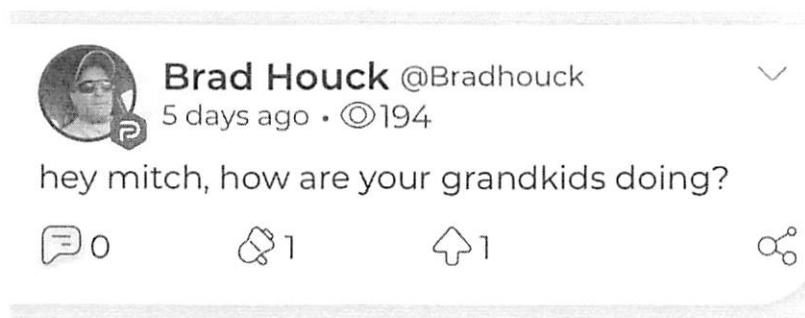 Brad Houck @Bradhouck
5 days ago • 194
hey mitch, how are your grandkids doing?
0 1 1